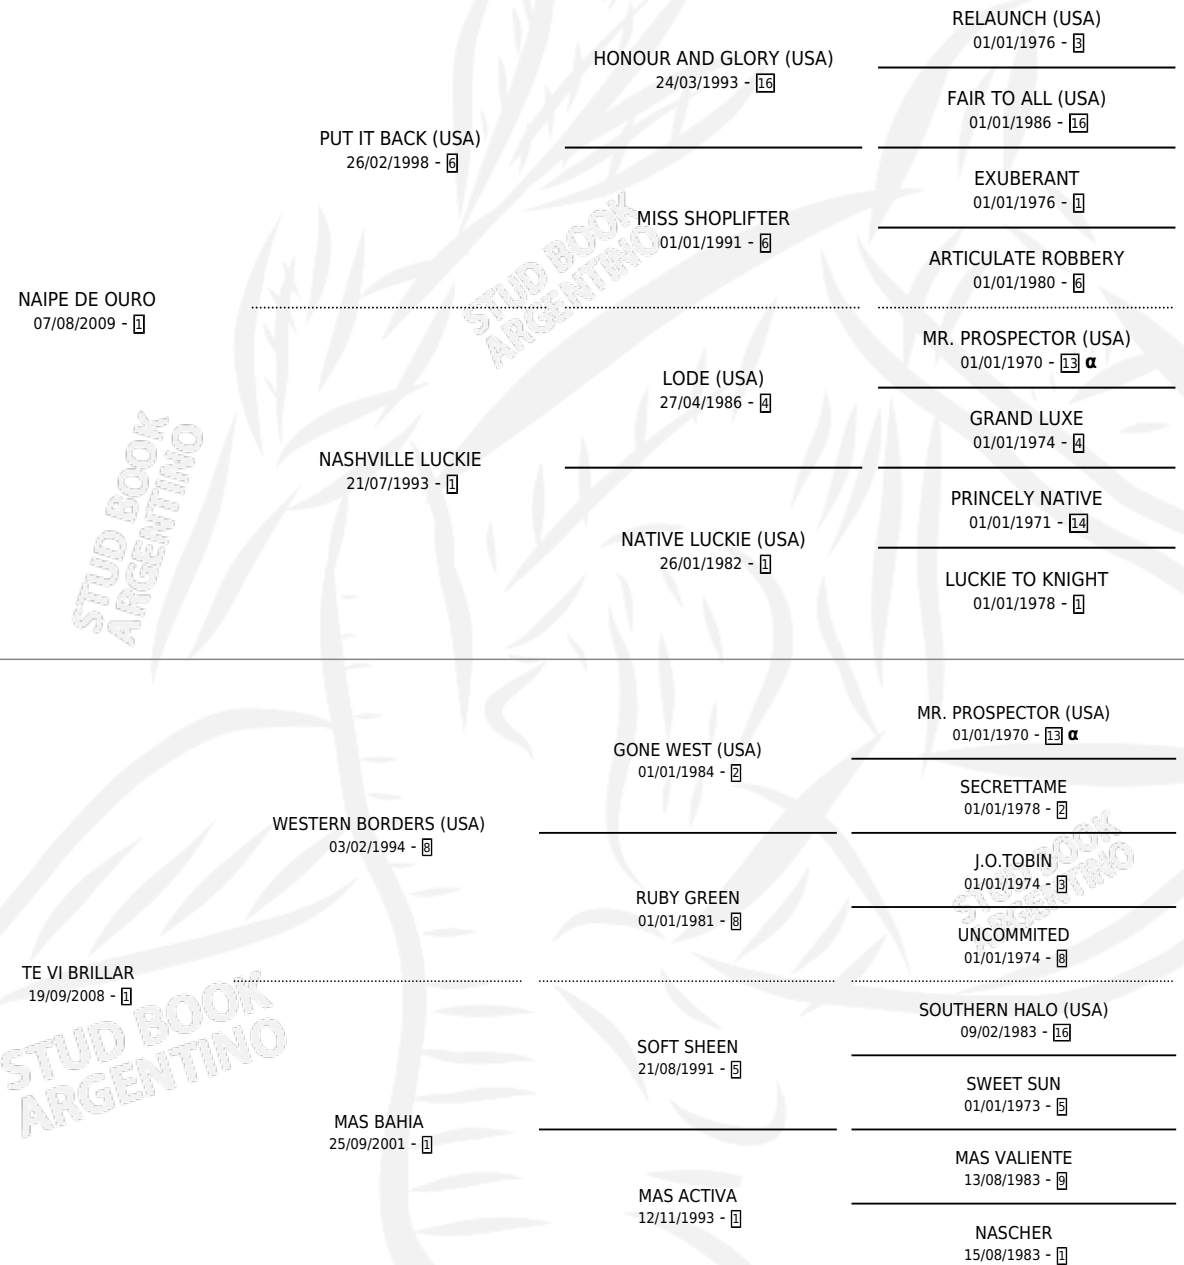 RELAUNCH (USA)
01/01/1976 - 3
HONOUR AND GLORY (USA)
24/03/1993 - 16
FAIR TO ALL (USA)
01/01/1986 - 16
PUT IT BACK (USA)
26/02/1998 - 6
EXUBERANT
01/01/1976 - 1
MISS SHOPLIFTER
01/01/1991 - 6
ARTICULATE ROBBERY
01/01/1980 - 6
NAIPE DE OURO
07/08/2009 - 1
MR. PROSPECTOR (USA)
01/01/1970 - 13 α
LODE (USA)
27/04/1986 - 4
GRAND LUXE
01/01/1974 - 4
NASHVILLE LUCKIE
21/07/1993 - 1
PRINCELY NATIVE
01/01/1971 - 14
NATIVE LUCKIE (USA)
26/01/1982 - 1
LUCKIE TO KNIGHT
01/01/1978 - 1
MR. PROSPECTOR (USA)
01/01/1970 - 13 α
GONE WEST (USA)
01/01/1984 - 2
SECRETTAME
01/01/1978 - 2
WESTERN BORDERS (USA)
03/02/1994 - 8
J.O.TOBIN
01/01/1974 - 3
RUBY GREEN
01/01/1981 - 8
UNCOMMITED
01/01/1974 - 8
TE VI BRILLAR
19/09/2008 - 1
SOUTHERN HALO (USA)
09/02/1983 - 16
SOFT SHEEN
21/08/1991 - 5
SWEET SUN
01/01/1973 - 5
MAS BAHIA
25/09/2001 - 1
MAS VALIENTE
13/08/1983 - 9
MAS ACTIVA
12/11/1993 - 1
NASCHER
15/08/1983 - 1
STUD BOOK
ARGENTINO
STUD BOOK
ARGENTINO
STUD BOOK
ARGENTINO
STUD BOOK
ARGENTINO